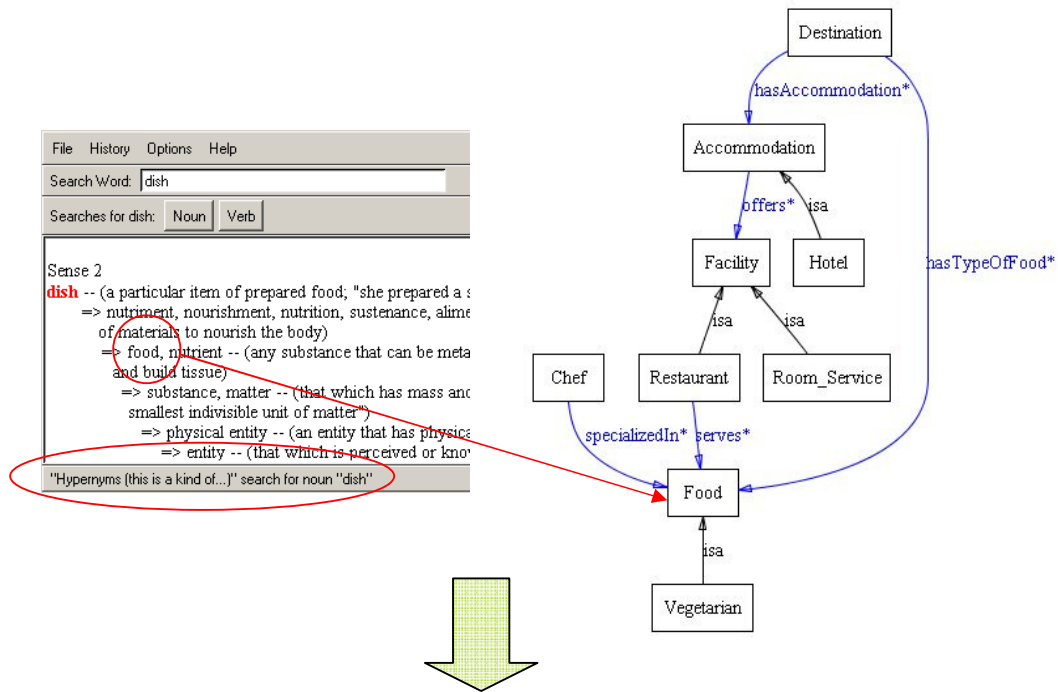 File History Options Help
Search Word: dish
Searches for dish: Noun Verb
Sense 2
dish -- (a particular item of prepared food; "she prepared a s
=> nutriment, nourishment, nutrition, sustenance, alime
of materials to nourish the body)
=> food, nutrient -- (any substance that can be meta
and build tissue)
=> substance, matter -- (that which has mass and
smallest indivisible unit of matter")
=> physical entity -- (an entity that has physica
=> entity -- (that which is perceived or know
"Hypernyms (this is a kind of...)" search for noun "dish"
Destination
hasAccommodation*
Accommodation
offers* isa
Facility Hotel
hasTypeOfFood*
isa isa
Chef Restaurant Room_Service
specializedIn* serves*
Food
isa
Vegetarian